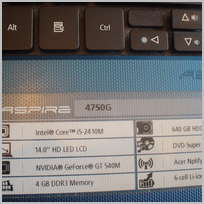 Alt
Ctrl
ASPIRE 4750G
Intel® Core™ i5-2410M
640 GB HDD
14.0" HD LED LCD
DVD Super
NVIDIA® GeForce® GT 540M
Acer Nplify
4 GB DDR3 Memory
6-cell Li-ion